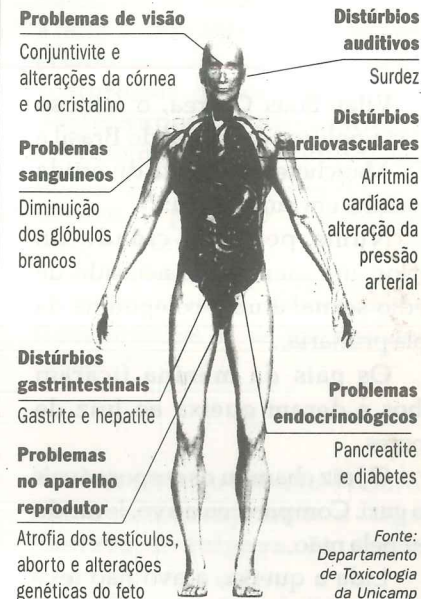 Problemas de visão
Conjuntivite e
alterações da córnea
e do cristalino
Problemas
sanguíneos
Diminuição
dos glóbulos
brancos
Distúrbios
gastrintestinais
Gastrite e hepatite
Problemas
no aparelho
reprodutor
Atrofia dos testículos,
aborto e alterações
genéticas do feto
Distúrbios
auditivos
Surdez
Distúrbios
cardiovasculares
Arritmia
cardíaca e
alteração da
pressão
arterial
Problemas
endocrinológicos
Pancreatite
e diabetes
Fonte:
Departamento
de Toxicologia
da Unicamp